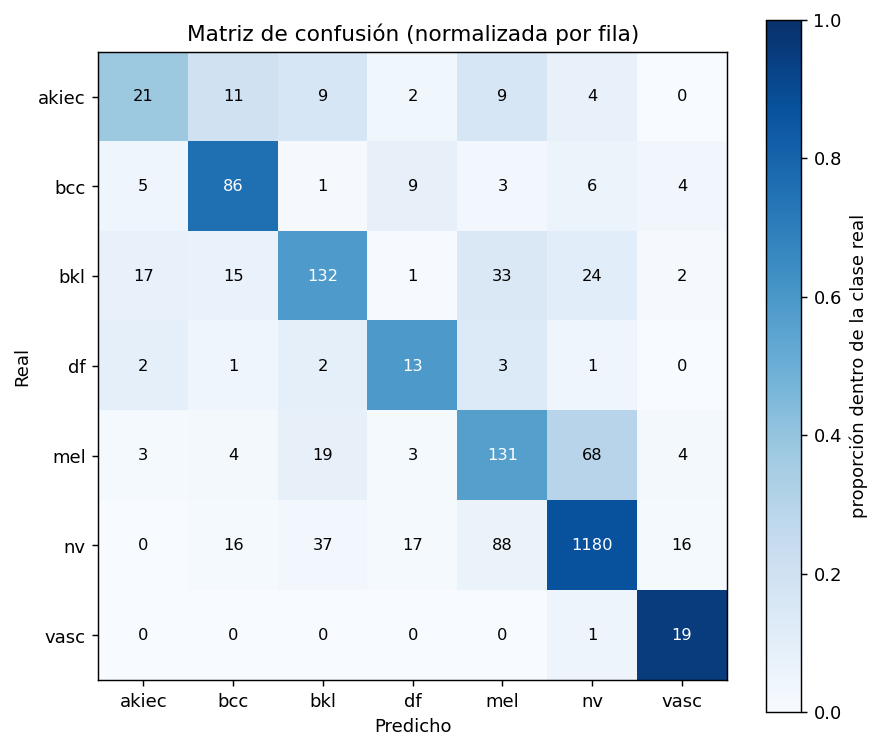 Matriz de confusión (normalizada por fila)
akiec 21 11 9 2 9 4 0
bcc 5 86 1 9 3 6 4
bkl 17 15 132 1 33 24 2
df 2 1 2 13 3 1 0
mel 3 4 19 3 131 68 4
nv 0 16 37 17 88 1180 16
vasc 0 0 0 0 0 1 19
akiec bcc bkl df mel nv vasc
Predicho
Real
1.0
0.8
0.6
0.4
0.2
0.0
proporción dentro de la clase real